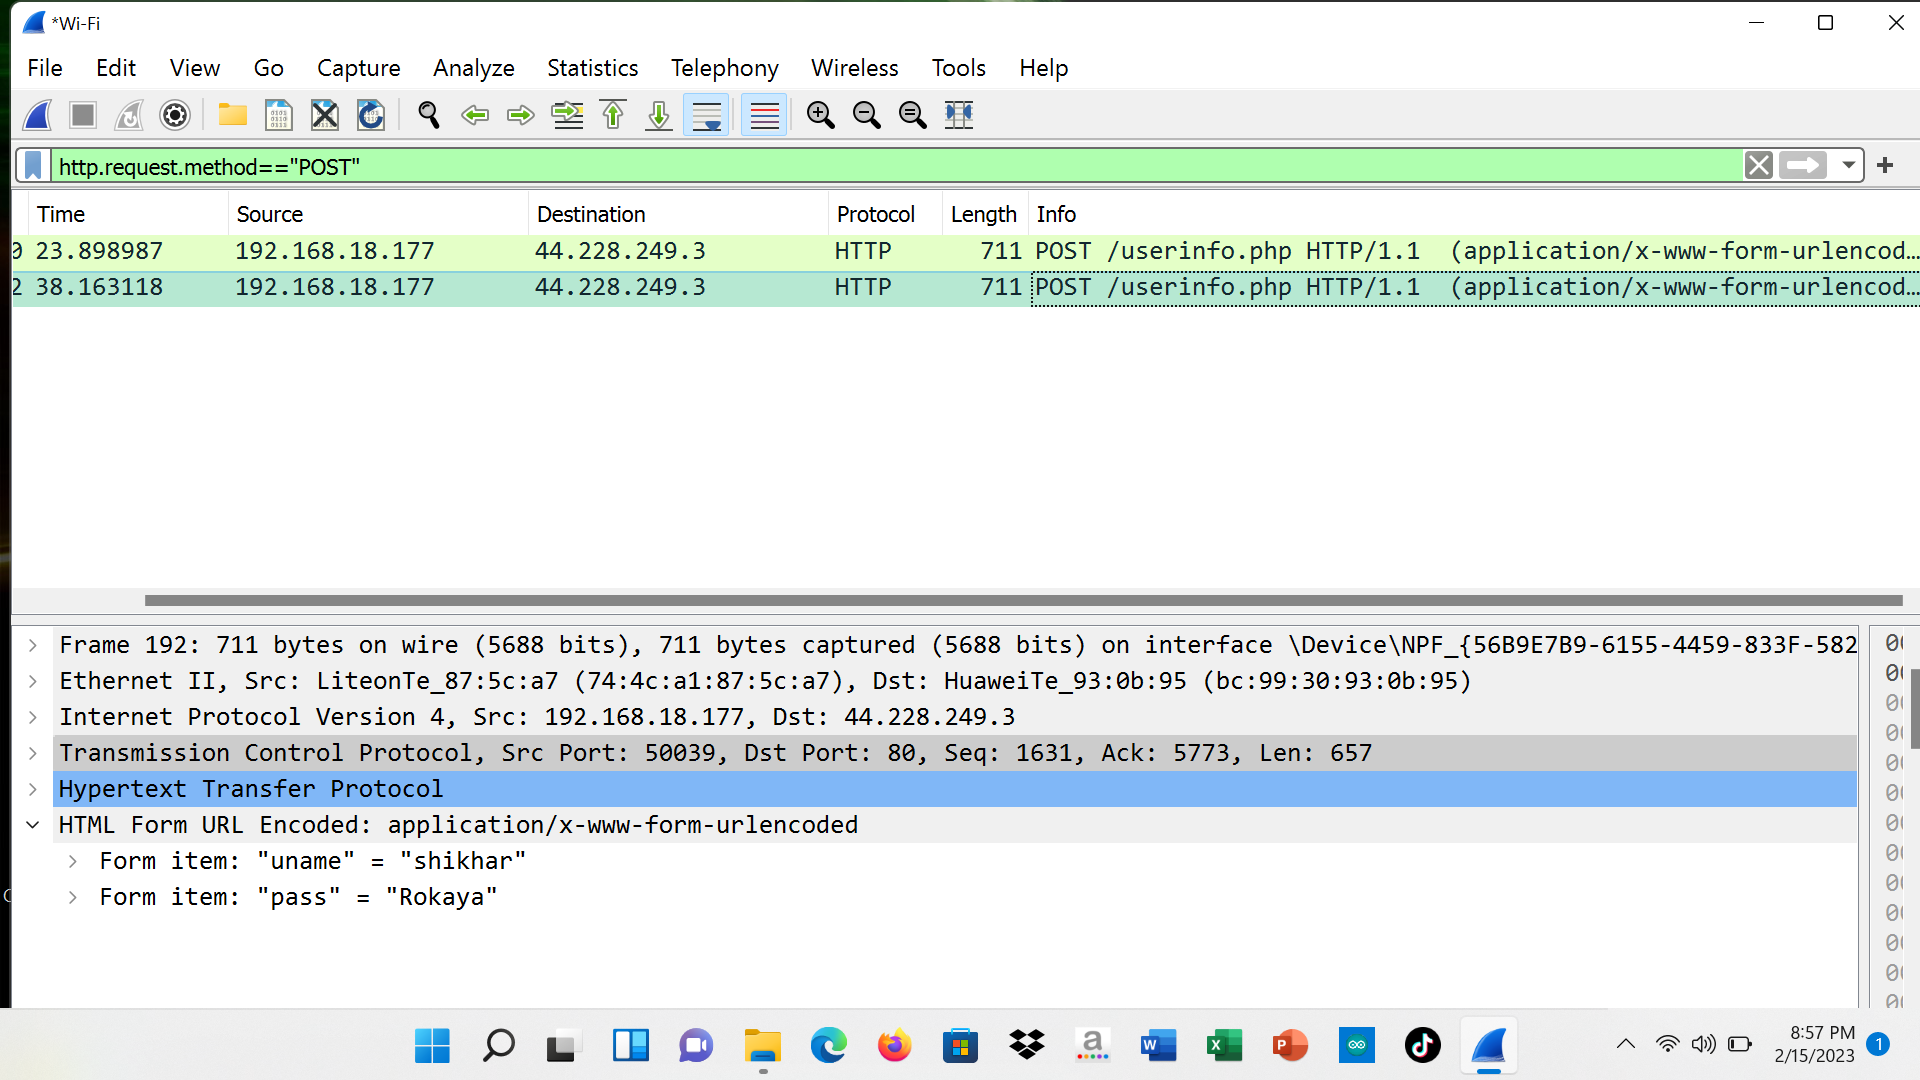 *Wi-Fi
File Edit View Go Capture Analyze Statistics Telephony Wireless Tools Help
http.request.method=="POST"
Time Source Destination Protocol Length Info
0 23.898987 192.168.18.177 44.228.249.3 HTTP 711 POST /userinfo.php HTTP/1.1 (application/x-www-form-urlencod…
2 38.163118 192.168.18.177 44.228.249.3 HTTP 711 POST /userinfo.php HTTP/1.1 (application/x-www-form-urlencod…
Frame 192: 711 bytes on wire (5688 bits), 711 bytes captured (5688 bits) on interface \Device\NPF_{56B9E7B9-6155-4459-833F-582
Ethernet II, Src: LiteonTe_87:5c:a7 (74:4c:a1:87:5c:a7), Dst: HuaweiTe_93:0b:95 (bc:99:30:93:0b:95)
Internet Protocol Version 4, Src: 192.168.18.177, Dst: 44.228.249.3
Transmission Control Protocol, Src Port: 50039, Dst Port: 80, Seq: 1631, Ack: 5773, Len: 657
Hypertext Transfer Protocol
HTML Form URL Encoded: application/x-www-form-urlencoded
Form item: "uname" = "shikhar"
Form item: "pass" = "Rokaya"
8:57 PM
2/15/2023
1